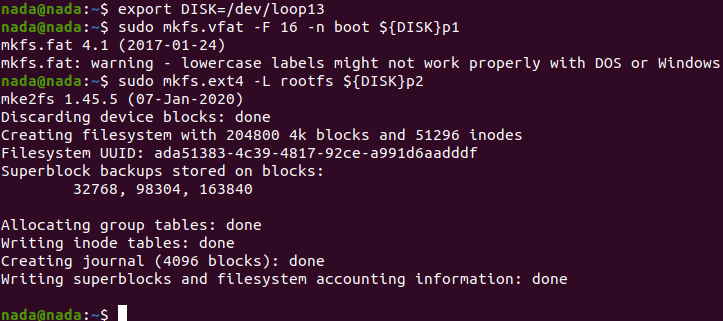 nada@nada:~$ export DISK=/dev/loop13
nada@nada:~$ sudo mkfs.vfat -F 16 -n boot ${DISK}p1
mkfs.fat 4.1 (2017-01-24)
mkfs.fat: warning - lowercase labels might not work properly with DOS or Windows
nada@nada:~$ sudo mkfs.ext4 -L rootfs ${DISK}p2
mke2fs 1.45.5 (07-Jan-2020)
Discarding device blocks: done
Creating filesystem with 204800 4k blocks and 51296 inodes
Filesystem UUID: ada51383-4c39-4817-92ce-a991d6aadddf
Superblock backups stored on blocks:
        32768, 98304, 163840

Allocating group tables: done
Writing inode tables: done
Creating journal (4096 blocks): done
Writing superblocks and filesystem accounting information: done

nada@nada:~$